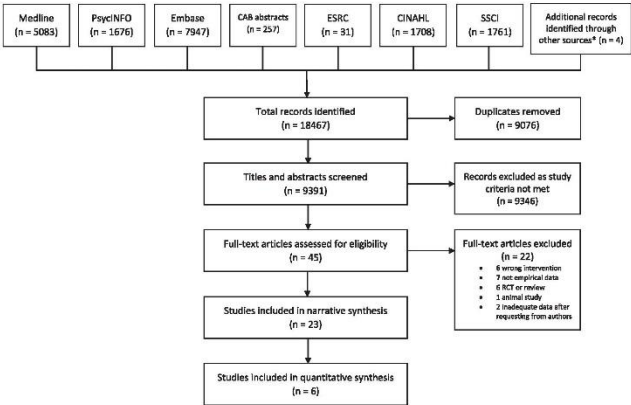 Medline
(n = 5083)
PsycINFO
(n = 1676)
Embase
(n = 7947)
CAB abstracts
(n = 257)
ESRC
(n = 31)
CINAHL
(n = 1708)
SSCI
(n = 1761)
Additional records
identified through
other sources* (n = 4)
Total records identified
(n = 18467)
Duplicates removed
(n = 9076)
Titles and abstracts screened
(n = 9391)
Records excluded as study
criteria not met
(n = 9346)
Full-text articles assessed for eligibility
(n = 45)
Full-text articles excluded
(n = 22)
• 6 wrong intervention
• 7 not empirical data
• 6 RCT or review
• 1 animal study
• 2 inadequate data after
requesting from authors
Studies included in narrative synthesis
(n = 23)
Studies included in quantitative synthesis
(n = 6)